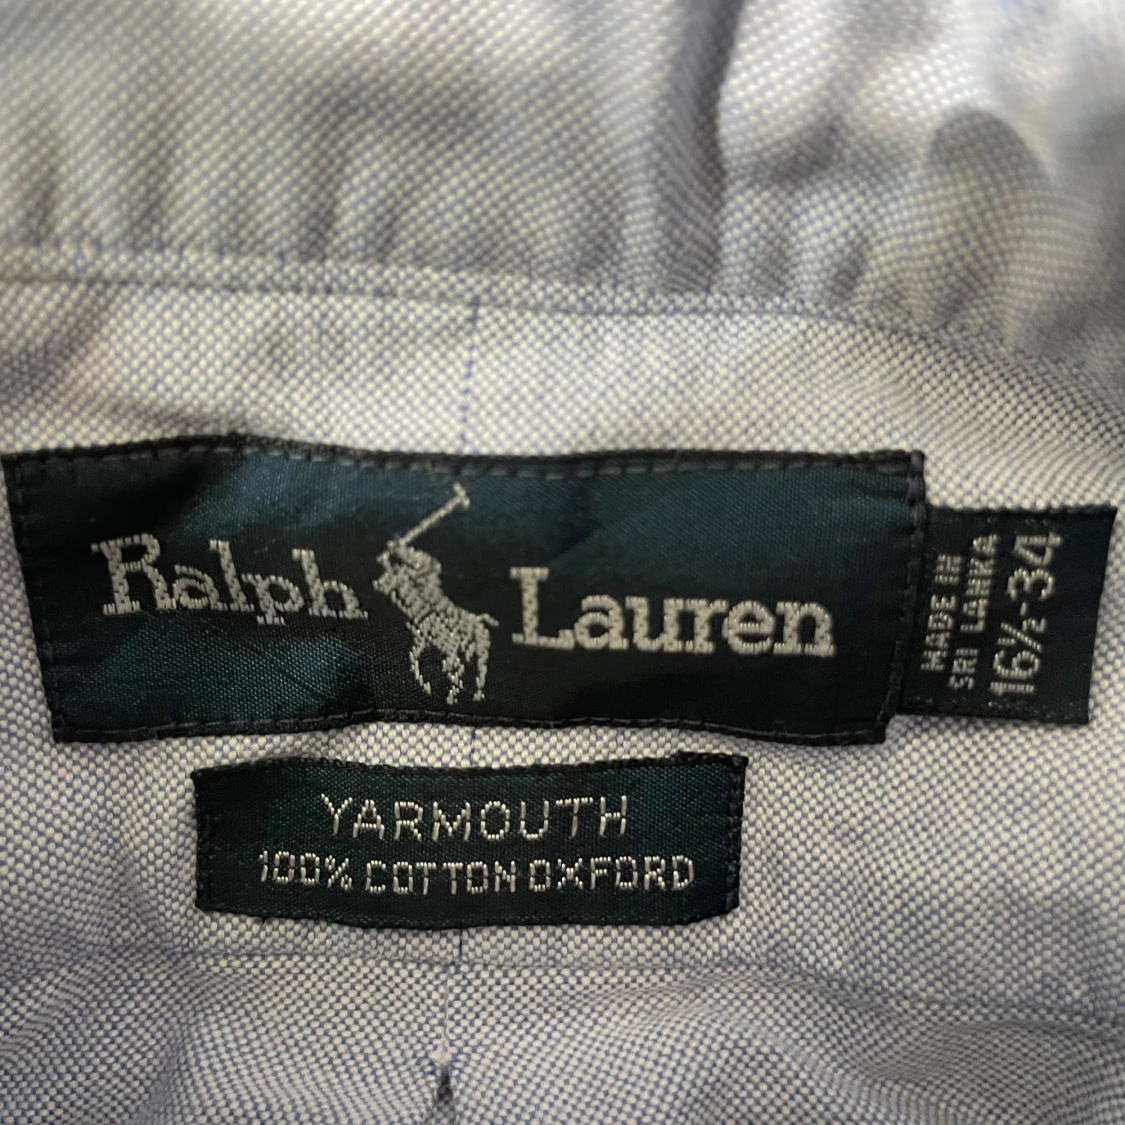 Ralph Lauren
MADE IN
SRI LANKA
16½-34
YARMOUTH
100% COTTON OXFORD